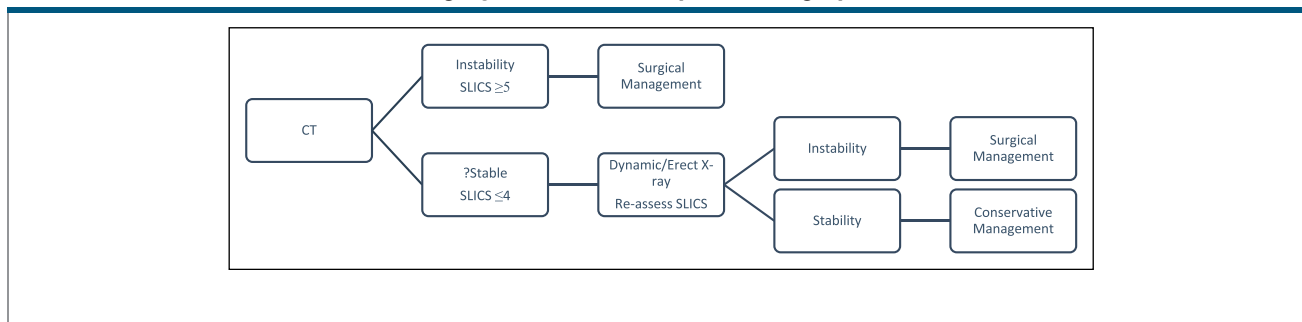 CT
Instability
SLICS ≥5
Surgical
Management
?Stable
SLICS ≤4
Dynamic/Erect X-
ray
Re-assess SLICS
Instability
Surgical
Management
Stability
Conservative
Management